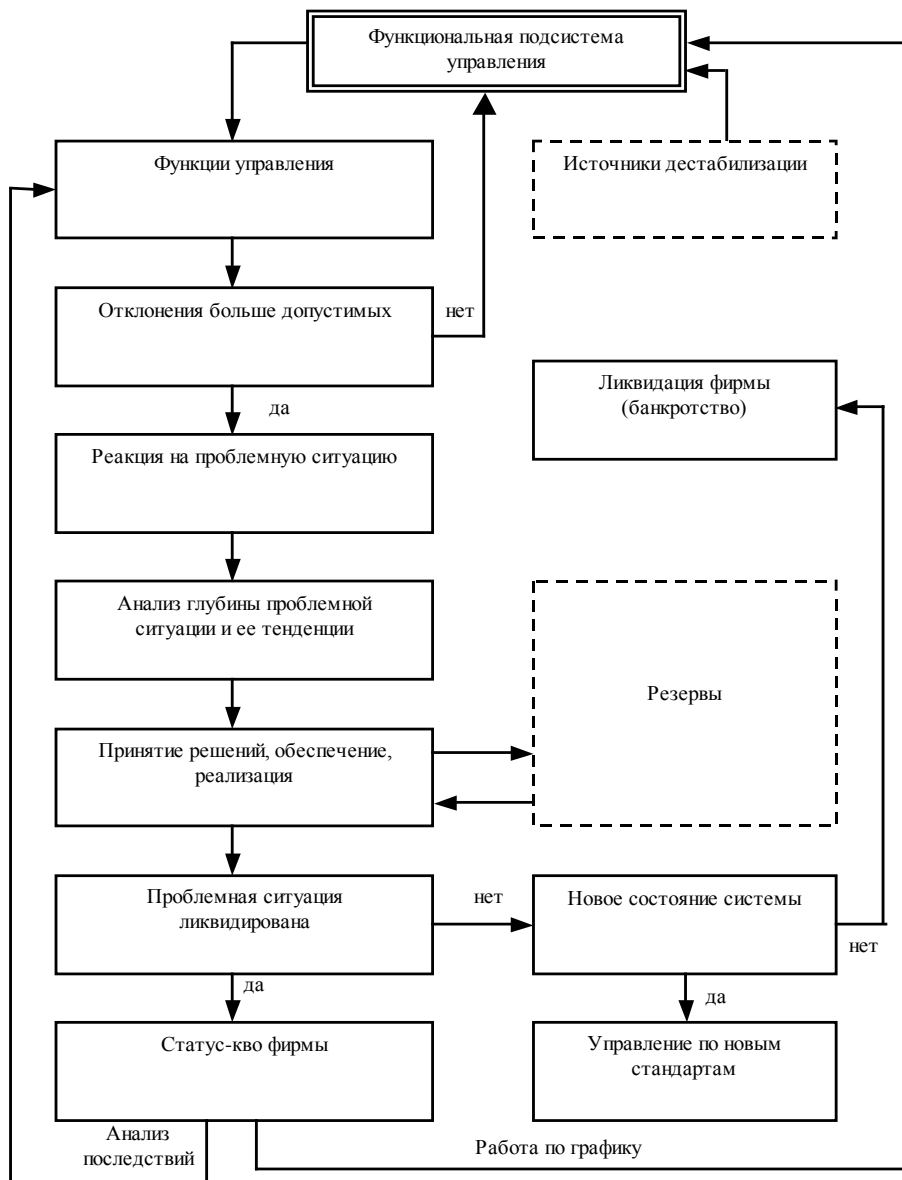 Функциональная подсистема
управления
Функции управления
Источники дестабилизации
Отклонения больше допустимых
нет
да
Ликвидация фирмы
(банкротство)
Реакция на проблемную ситуацию
Анализ глубины проблемной
ситуации и ее тенденции
Резервы
Принятие решений, обеспечение,
реализация
Проблемная ситуация
ликвидирована
нет
Новое состояние системы
нет
да
да
Статус-кво фирмы
Управление по новым
стандартам
Анализ
последствий
Работа по графику